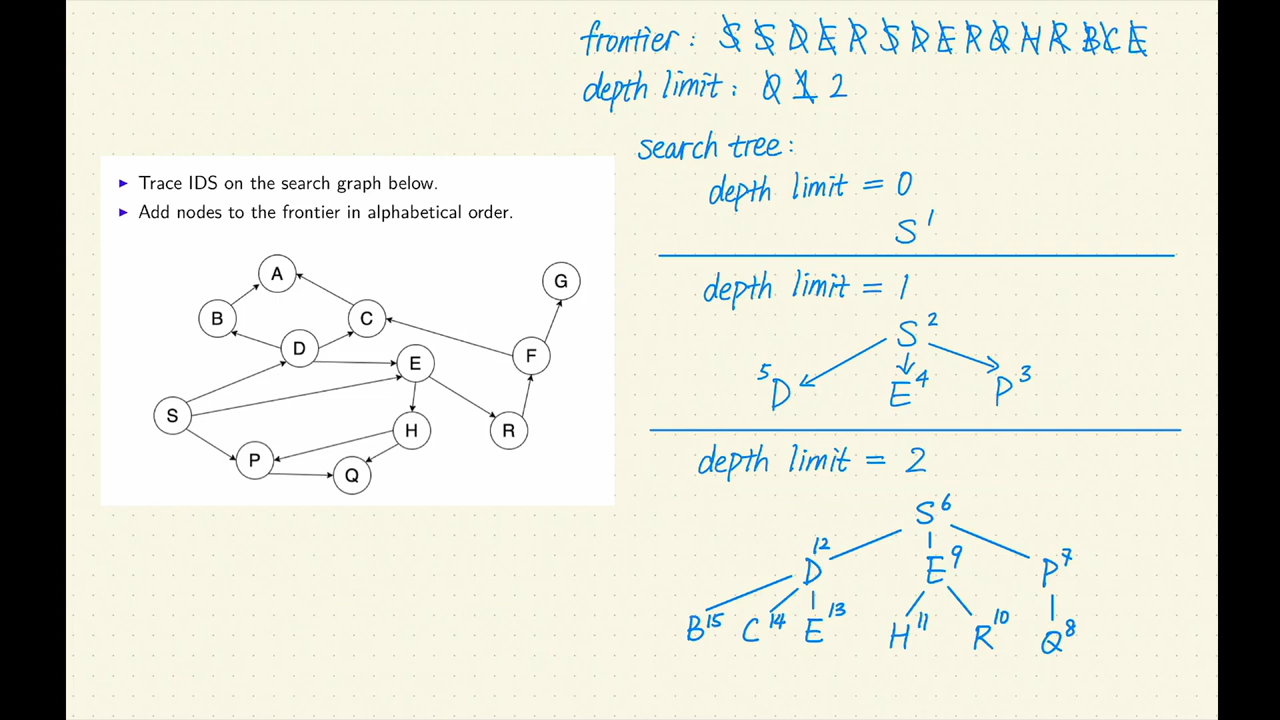 frontier: S S D E P S D E P Q H R B C E
depth limit: 0 1 2
search tree:
depth limit = 0
S 1
▶ Trace IDS on the search graph below.
▶ Add nodes to the frontier in alphabetical order.
A
G
B
C
D
E
F
S
H
R
P
Q
depth limit = 1
S 2
5 D
E 4
P 3
depth limit = 2
S 6
12 D
E 9
P 7
B 15
C 14
E 13
H 11
R 10
Q 8